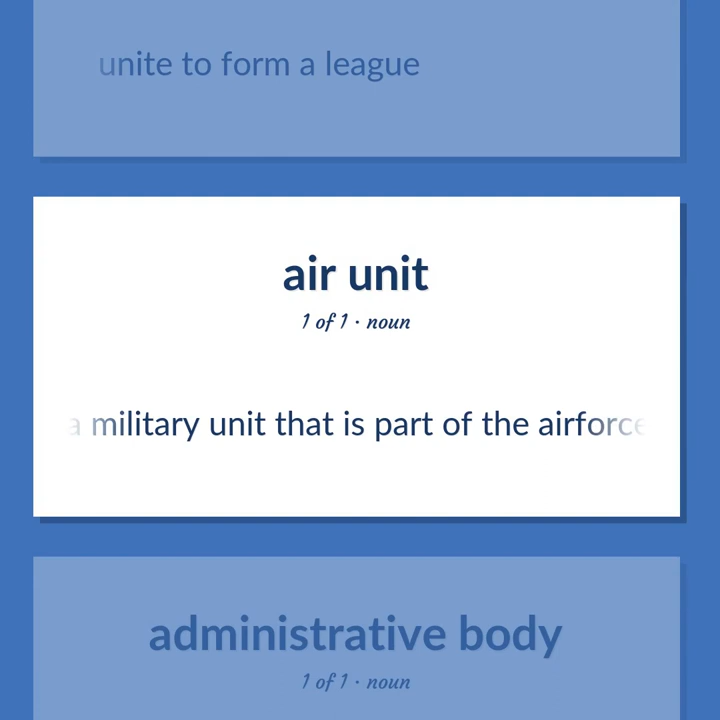 unite to form a league
air unit
1 of 1 · noun
a military unit that is part of the airforce
administrative body
1 of 1 · noun